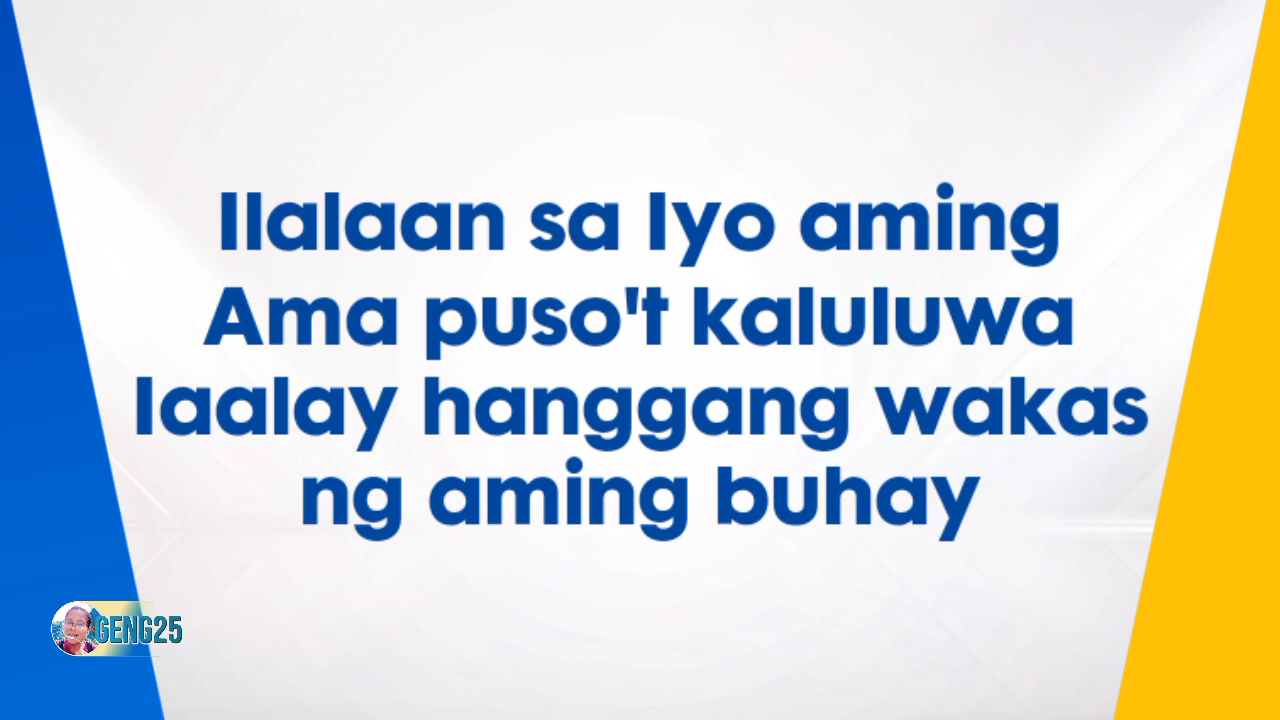 Ilalaan sa Iyo aming
Ama puso't kaluluwa
Iaalay hanggang wakas
ng aming buhay
GENG25